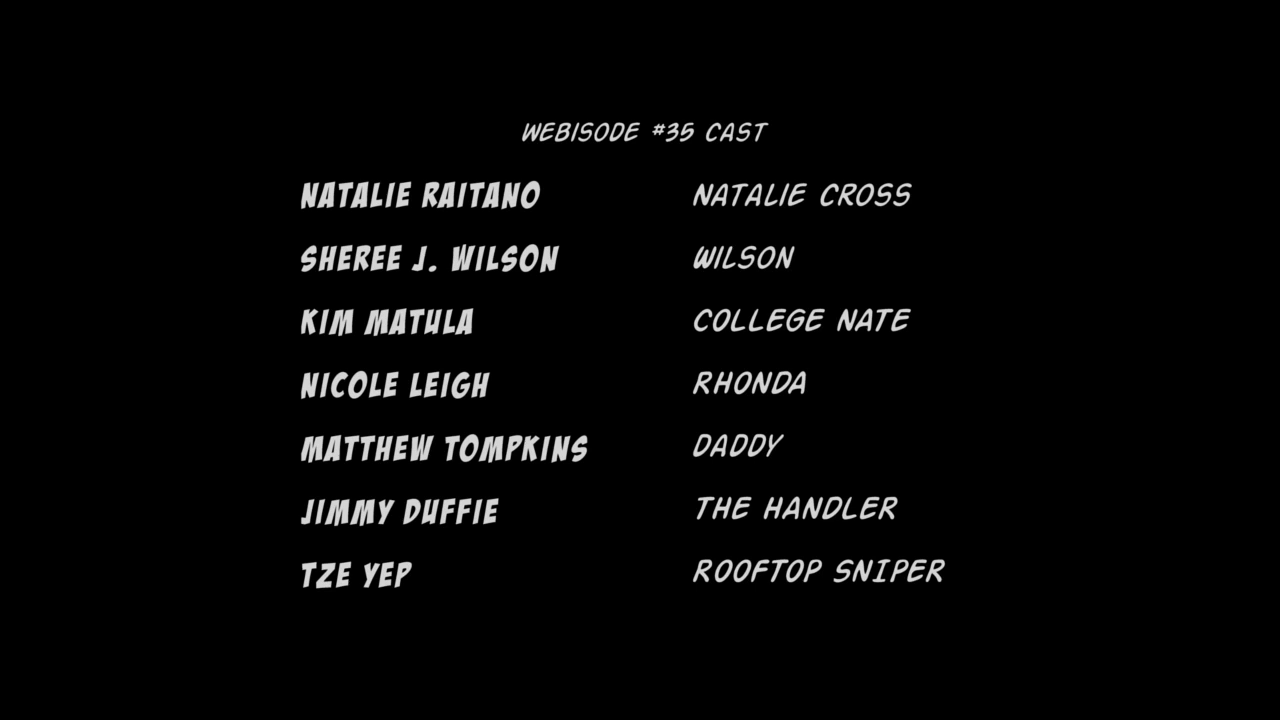 WEBISODE #35 CAST
NATALIE RAITANO NATALIE CROSS
SHEREE J. WILSON WILSON
KIM MATULA COLLEGE NATE
NICOLE LEIGH RHONDA
MATTHEW TOMPKINS DADDY
JIMMY DUFFIE THE HANDLER
TZE YEP ROOFTOP SNIPER